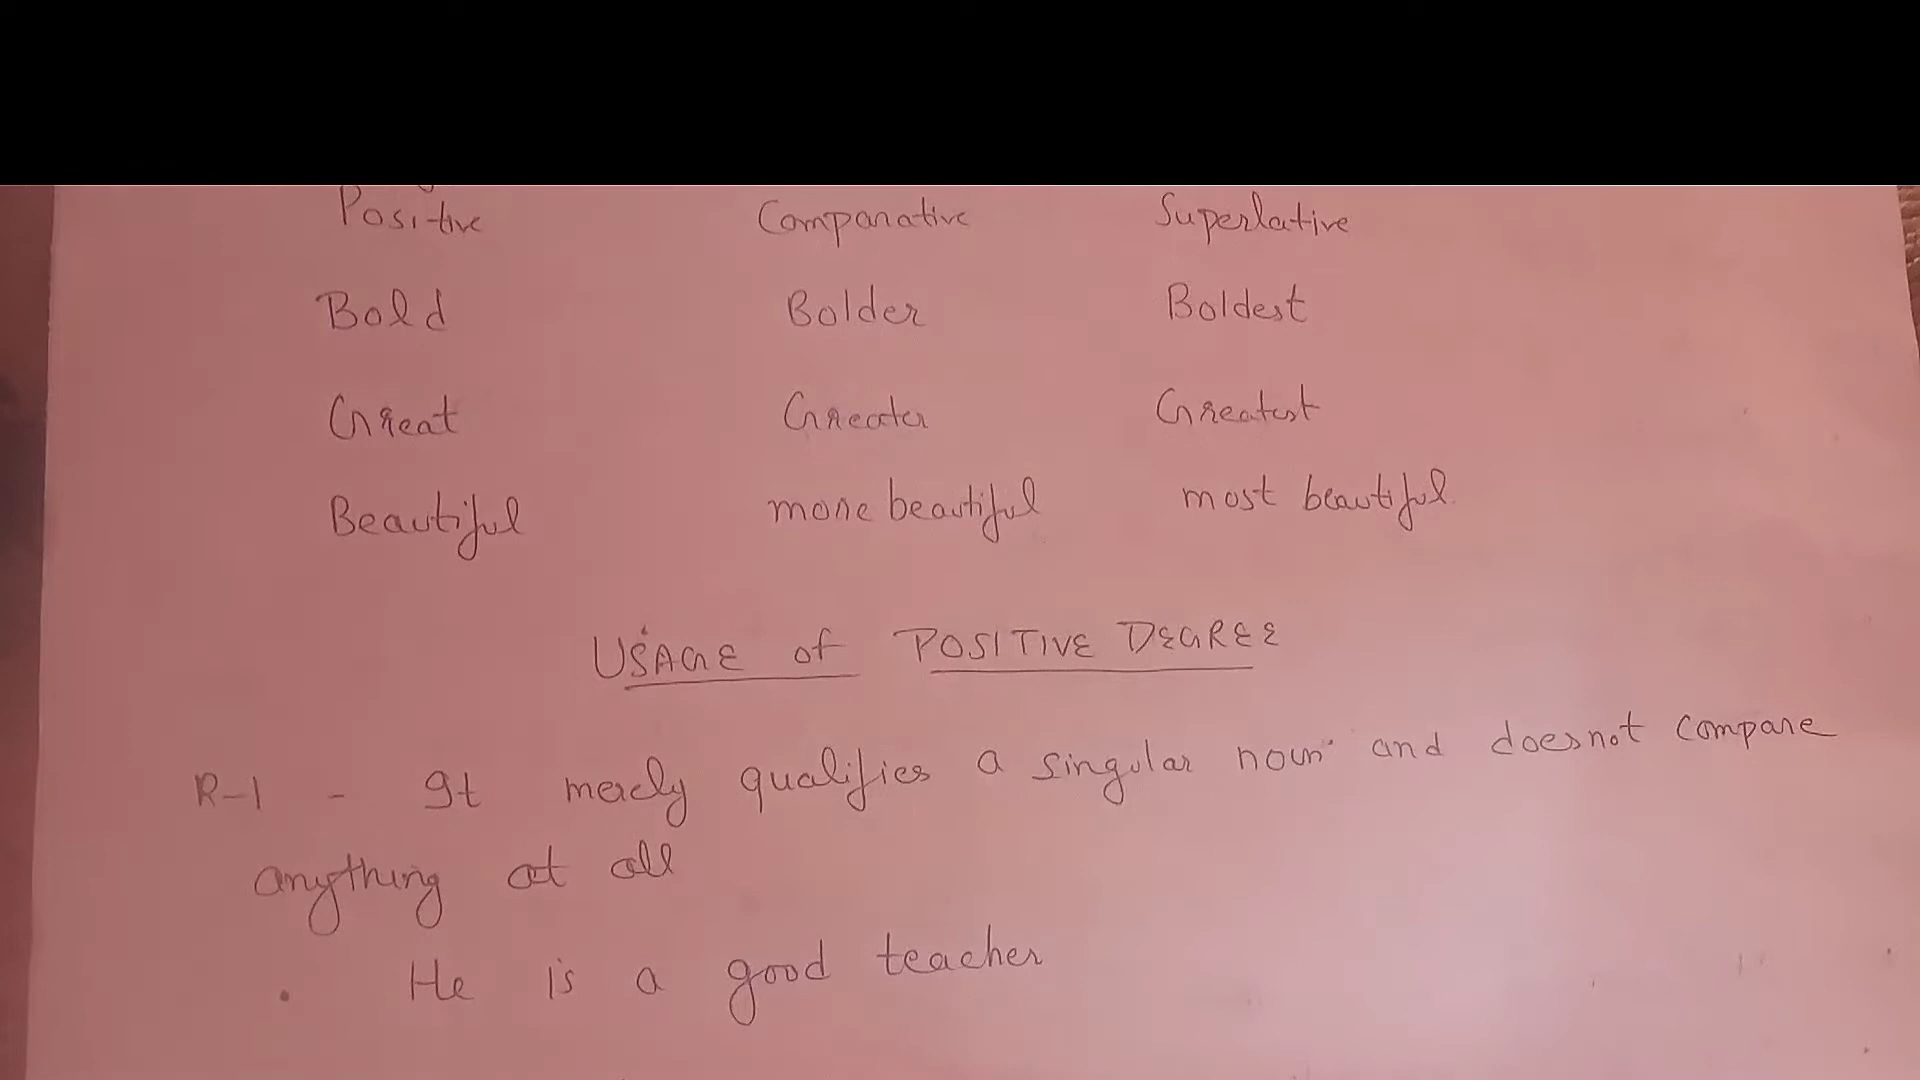 Positive Comparative Superlative
Bold Bolder Boldest
Great Greater Greatest
Beautiful more beautiful most beautiful
USAGE of POSITIVE DEGREE
R-1 - It merely qualifies a singular noun and doesnot compare
anything at all
. He is a good teacher